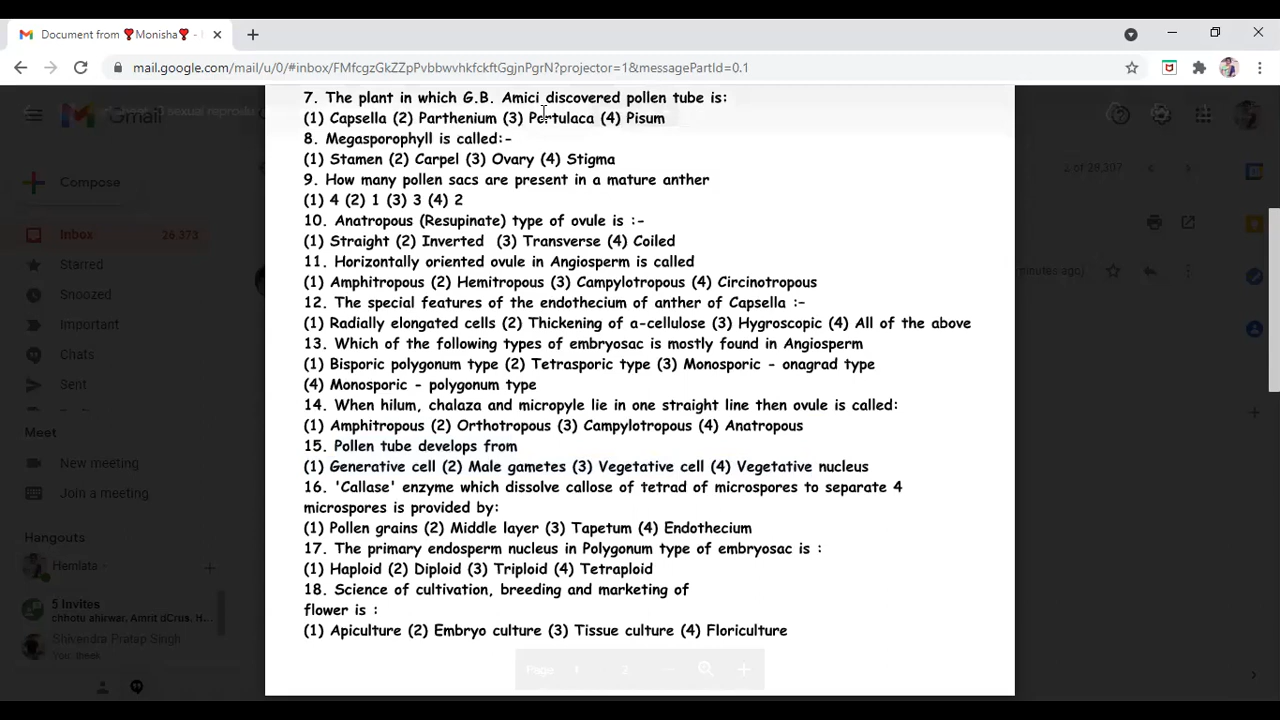 Document from ❣Monisha❣ -
mail.google.com/mail/u/0/#inbox/FMfcgzGkZZpPvbbwvhkfckftGgjnPgrN?projector=1&messagePartId=0.1
7. The plant in which G.B. Amici discovered pollen tube is:
(1) Capsella (2) Parthenium (3) Portulaca (4) Pisum
8. Megasporophyll is called:-
(1) Stamen (2) Carpel (3) Ovary (4) Stigma
9. How many pollen sacs are present in a mature anther
(1) 4 (2) 1 (3) 3 (4) 2
10. Anatropous (Resupinate) type of ovule is :-
(1) Straight (2) Inverted (3) Transverse (4) Coiled
11. Horizontally oriented ovule in Angiosperm is called
(1) Amphitropous (2) Hemitropous (3) Campylotropous (4) Circinotropous
12. The special features of the endothecium of anther of Capsella :-
(1) Radially elongated cells (2) Thickening of a-cellulose (3) Hygroscopic (4) All of the above
13. Which of the following types of embryosac is mostly found in Angiosperm
(1) Bisporic polygonum type (2) Tetrasporic type (3) Monosporic - onagrad type
(4) Monosporic - polygonum type
14. When hilum, chalaza and micropyle lie in one straight line then ovule is called:
(1) Amphitropous (2) Orthotropous (3) Campylotropous (4) Anatropous
15. Pollen tube develops from
(1) Generative cell (2) Male gametes (3) Vegetative cell (4) Vegetative nucleus
16. 'Callase' enzyme which dissolve callose of tetrad of microspores to separate 4
microspores is provided by:
(1) Pollen grains (2) Middle layer (3) Tapetum (4) Endothecium
17. The primary endosperm nucleus in Polygonum type of embryosac is :
(1) Haploid (2) Diploid (3) Triploid (4) Tetraploid
18. Science of cultivation, breeding and marketing of
flower is :
(1) Apiculture (2) Embryo culture (3) Tissue culture (4) Floriculture
Page 1 2
Gmail
Compose
Inbox 26,373
Starred
Snoozed
Important
Chats
Sent
Meet
New meeting
Join a meeting
Hangouts
Hemlata
5 Invites
chhotu ahirwar, Amrit dCrus, H...
Shivendra Pratap Singh